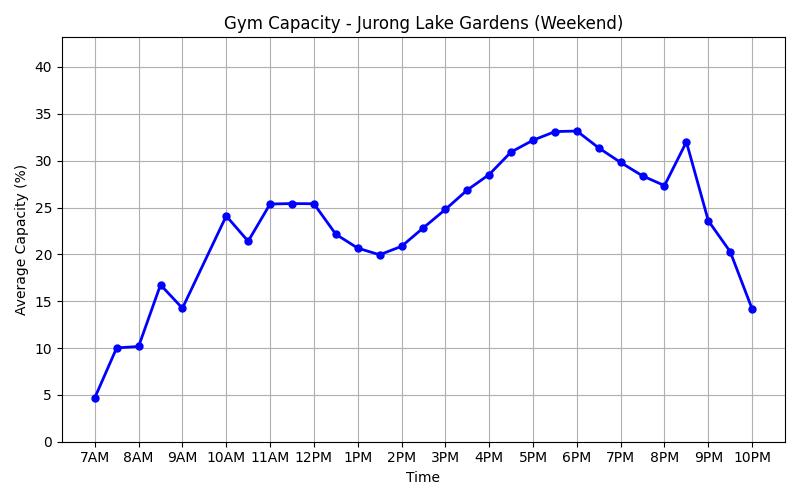 Gym Capacity - Jurong Lake Gardens (Weekend)
Average Capacity (%)
40
35
30
25
20
15
10
5
0
7AM 8AM 9AM 10AM 11AM 12PM 1PM 2PM 3PM 4PM 5PM 6PM 7PM 8PM 9PM 10PM
Time